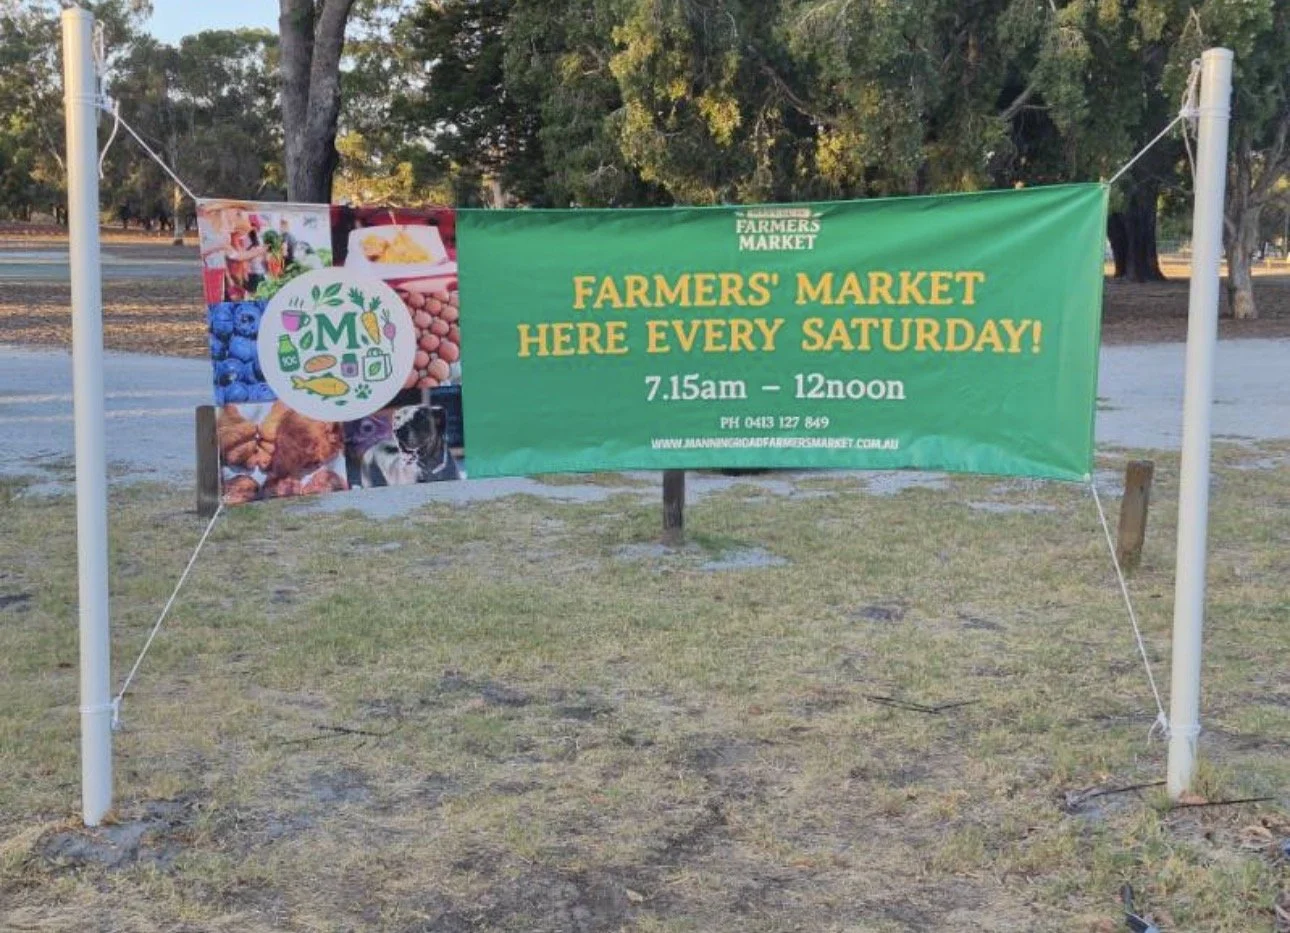 FARMERS
MARKET
FARMERS' MARKET
HERE EVERY SATURDAY!
7.15am – 12noon
PH 0413 127 849
WWW.MANNINGROADFARMERSMARKET.COM.AU
M